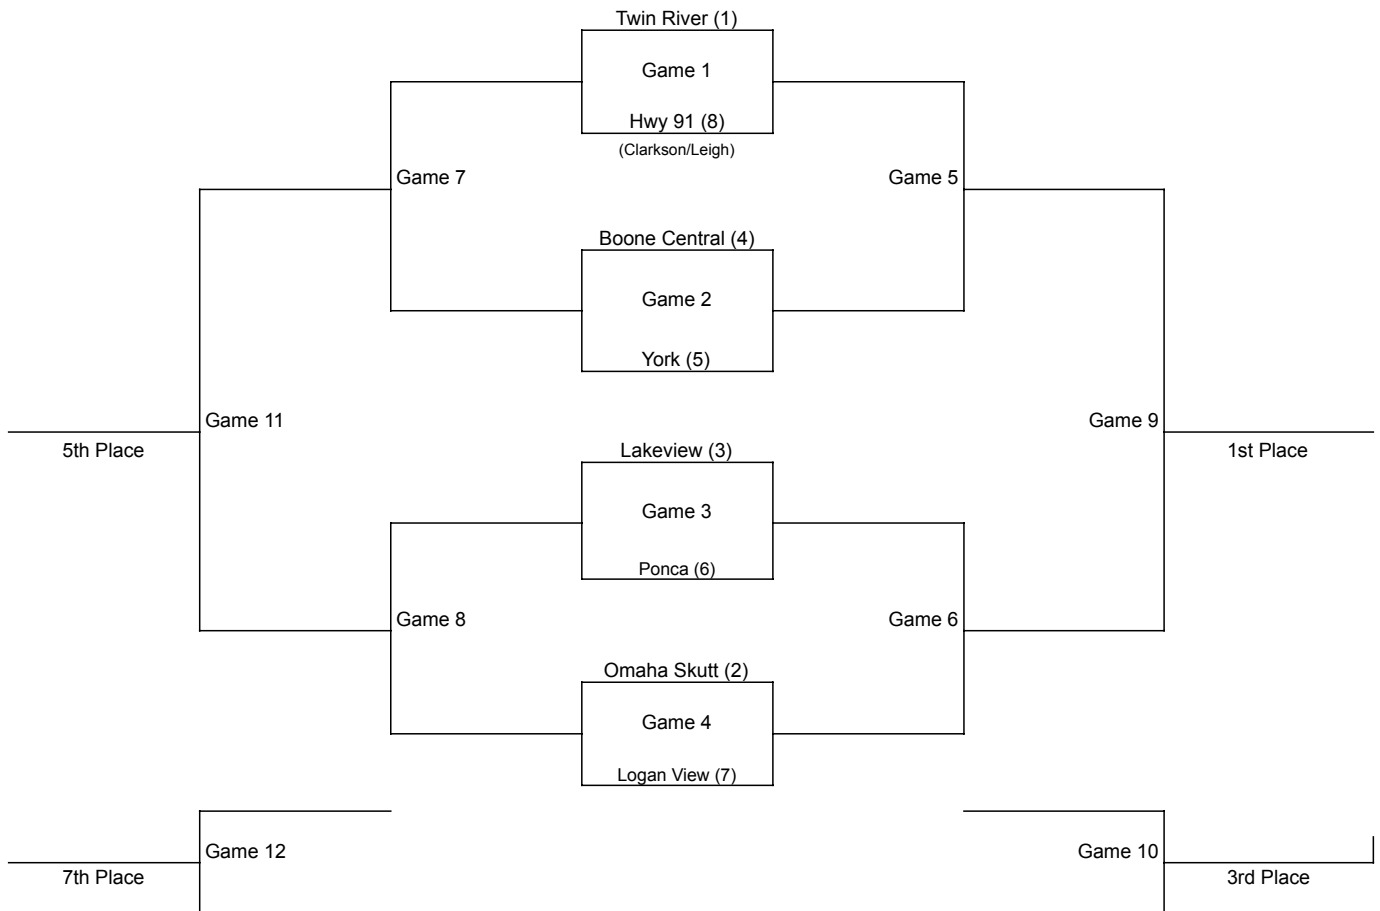 Twin River (1)
Game 1
Hwy 91 (8)
(Clarkson/Leigh)
Game 7
Game 5
Boone Central (4)
Game 2
York (5)
Game 11
Game 9
5th Place
Lakeview (3)
1st Place
Game 3
Ponca (6)
Game 8
Game 6
Omaha Skutt (2)
Game 4
Logan View (7)
Game 12
Game 10
7th Place
3rd Place